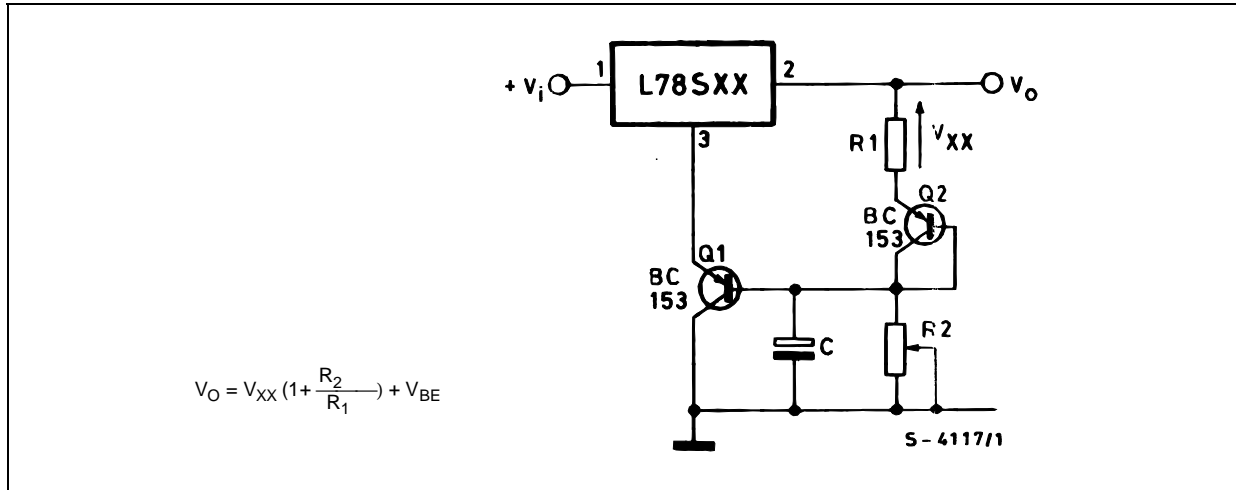 + Vi
1
L78SXX
2
Vo
3
R1
VXX
Q2
BC
153
Q1
BC
153
C
R2
VO = VXX (1+ R2
R1
) + VBE
S-4117/1